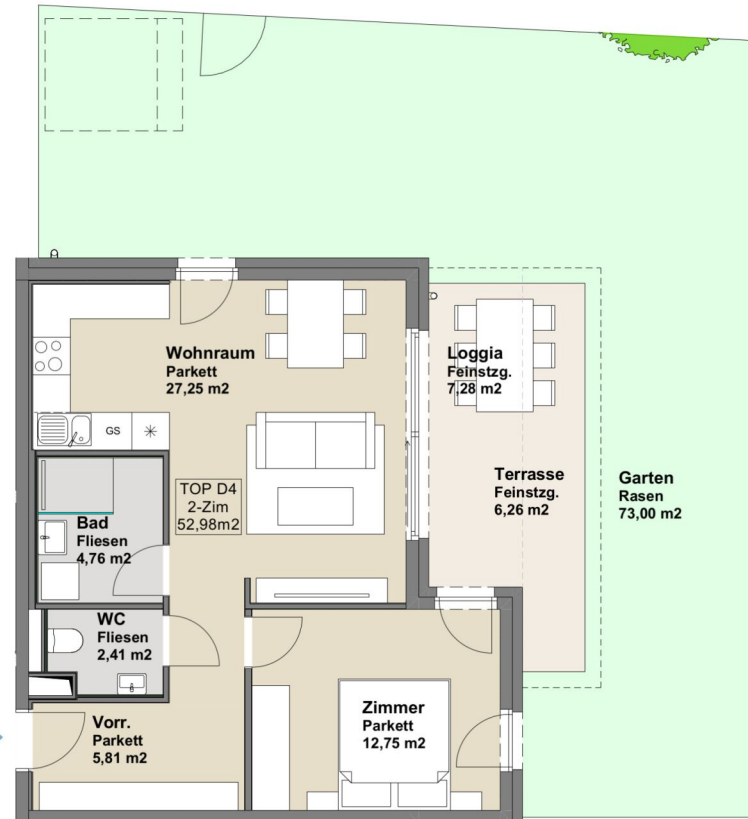 Wohnraum
Parkett
27,25 m2
Loggia
Feinstzg.
7,28 m2
GS
TOP D4
2-Zim
52,98m2
Terrasse
Feinstzg.
6,26 m2
Garten
Rasen
73,00 m2
Bad
Fliesen
4,76 m2
WC
Fliesen
2,41 m2
Vorr.
Parkett
5,81 m2
Zimmer
Parkett
12,75 m2